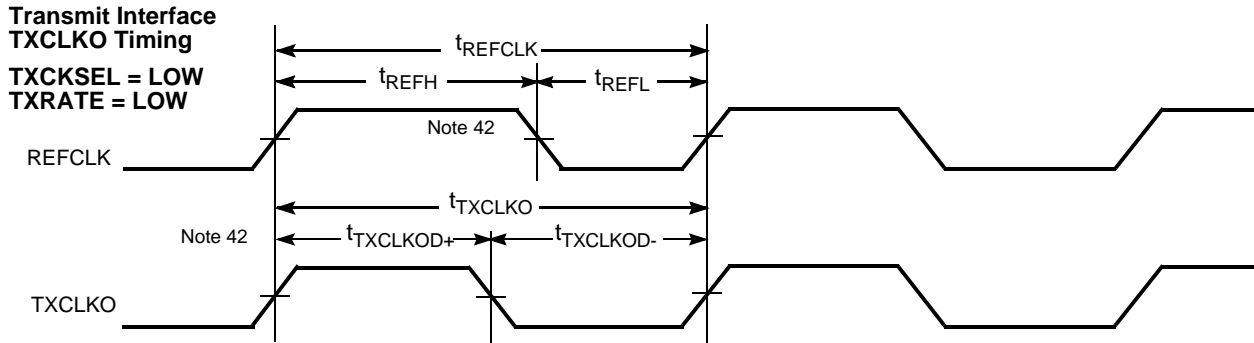 Transmit Interface
TXCLKO Timing
TXCKSEL = LOW
TXRATE = LOW
tREFCLK
tREFH
tREFL
Note 42
REFCLK
tTXCLKO
Note 42
tTXCLKOD+
tTXCLKOD-
TXCLKO